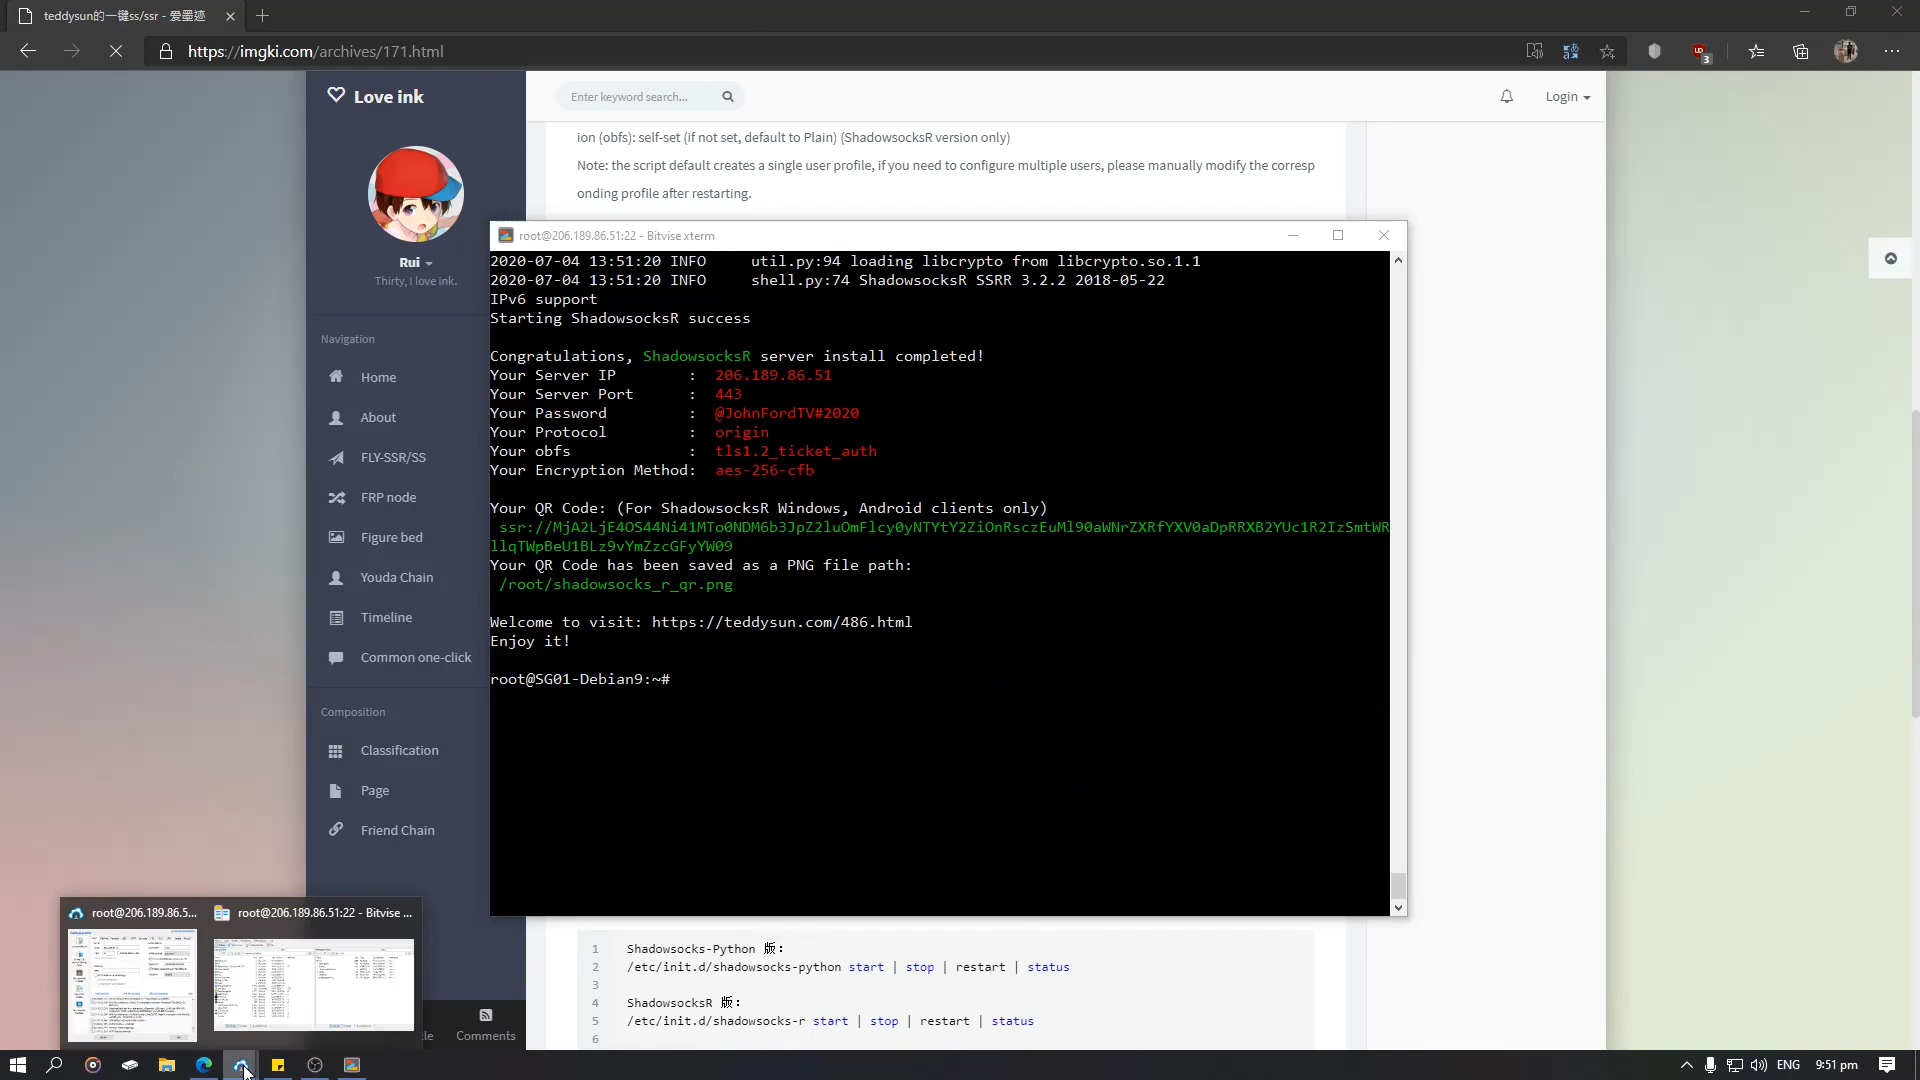 teddysun的一键ss/ssr - 爱墨迹
https://imgki.com/archives/171.html
3
Love ink
Enter keyword search...
Login
Rui
Thirty, I love ink.
Navigation
Home
About
FLY-SSR/SS
FRP node
Figure bed
Youda Chain
Timeline
Common one-click
Composition
Classification
Page
Friend Chain
ion (obfs): self-set (if not set, default to Plain) (ShadowsocksR version only)
Note: the script default creates a single user profile, if you need to configure multiple users, please manually modify the corresp
onding profile after restarting.
root@206.189.86.51:22 - Bitvise xterm
2020-07-04 13:51:20 INFO util.py:94 loading libcrypto from libcrypto.so.1.1
2020-07-04 13:51:20 INFO shell.py:74 ShadowsocksR SSRR 3.2.2 2018-05-22
IPv6 support
Starting ShadowsocksR success
Congratulations, ShadowsocksR server install completed!
Your Server IP : 206.189.86.51
Your Server Port : 443
Your Password : @JohnFordTV#2020
Your Protocol : origin
Your obfs : tls1.2_ticket_auth
Your Encryption Method: aes-256-cfb
Your QR Code: (For ShadowsocksR Windows, Android clients only)
ssr://MjA2LjE4OS44Ni41MTo0NDM6b3JpZ2luOmFlcy0yNTYtY2ZiOnRsczEuMl90aWNrZXRfYXV0aDpRRXB2YUc1R2IzSmtWR
llqTWpBeU1BLz9vYmZzcGFyYW09
Your QR Code has been saved as a PNG file path:
/root/shadowsocks_r_qr.png
Welcome to visit: https://teddysun.com/486.html
Enjoy it!
root@SG01-Debian9:~#
1 Shadowsocks-Python 版：
2 /etc/init.d/shadowsocks-python start | stop | restart | status
3
4 ShadowsocksR 版：
5 /etc/init.d/shadowsocks-r start | stop | restart | status
6
root@206.189.86.5...
root@206.189.86.51:22 - Bitvise ...
Comments
ENG
9:51 pm